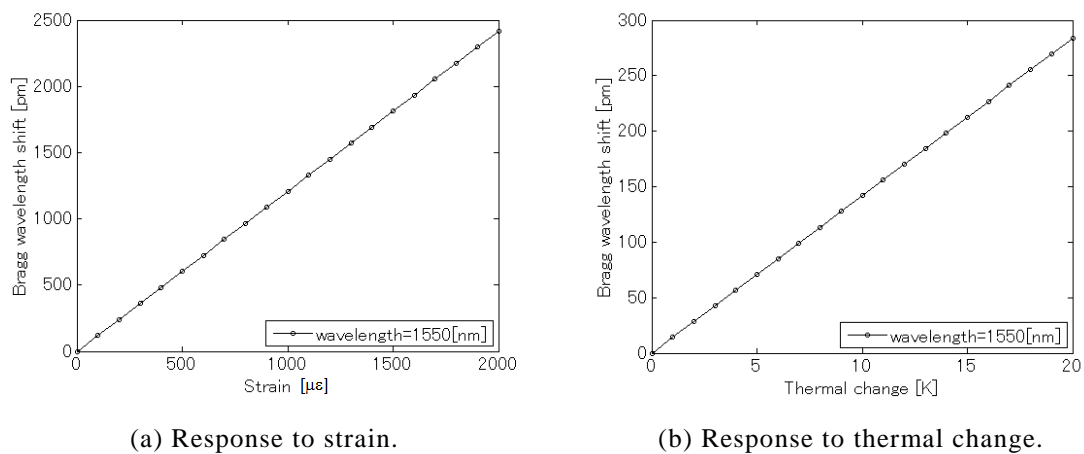 2500
2000
1500
1000
500
0
0 500 1000 1500 2000
Bragg wavelength shift [pm]
Strain [με]
wavelength=1550[nm]
(a) Response to strain.
300
250
200
150
100
50
0
0 5 10 15 20
Bragg wavelength shift [pm]
Thermal change [K]
wavelength=1550[nm]
(b) Response to thermal change.